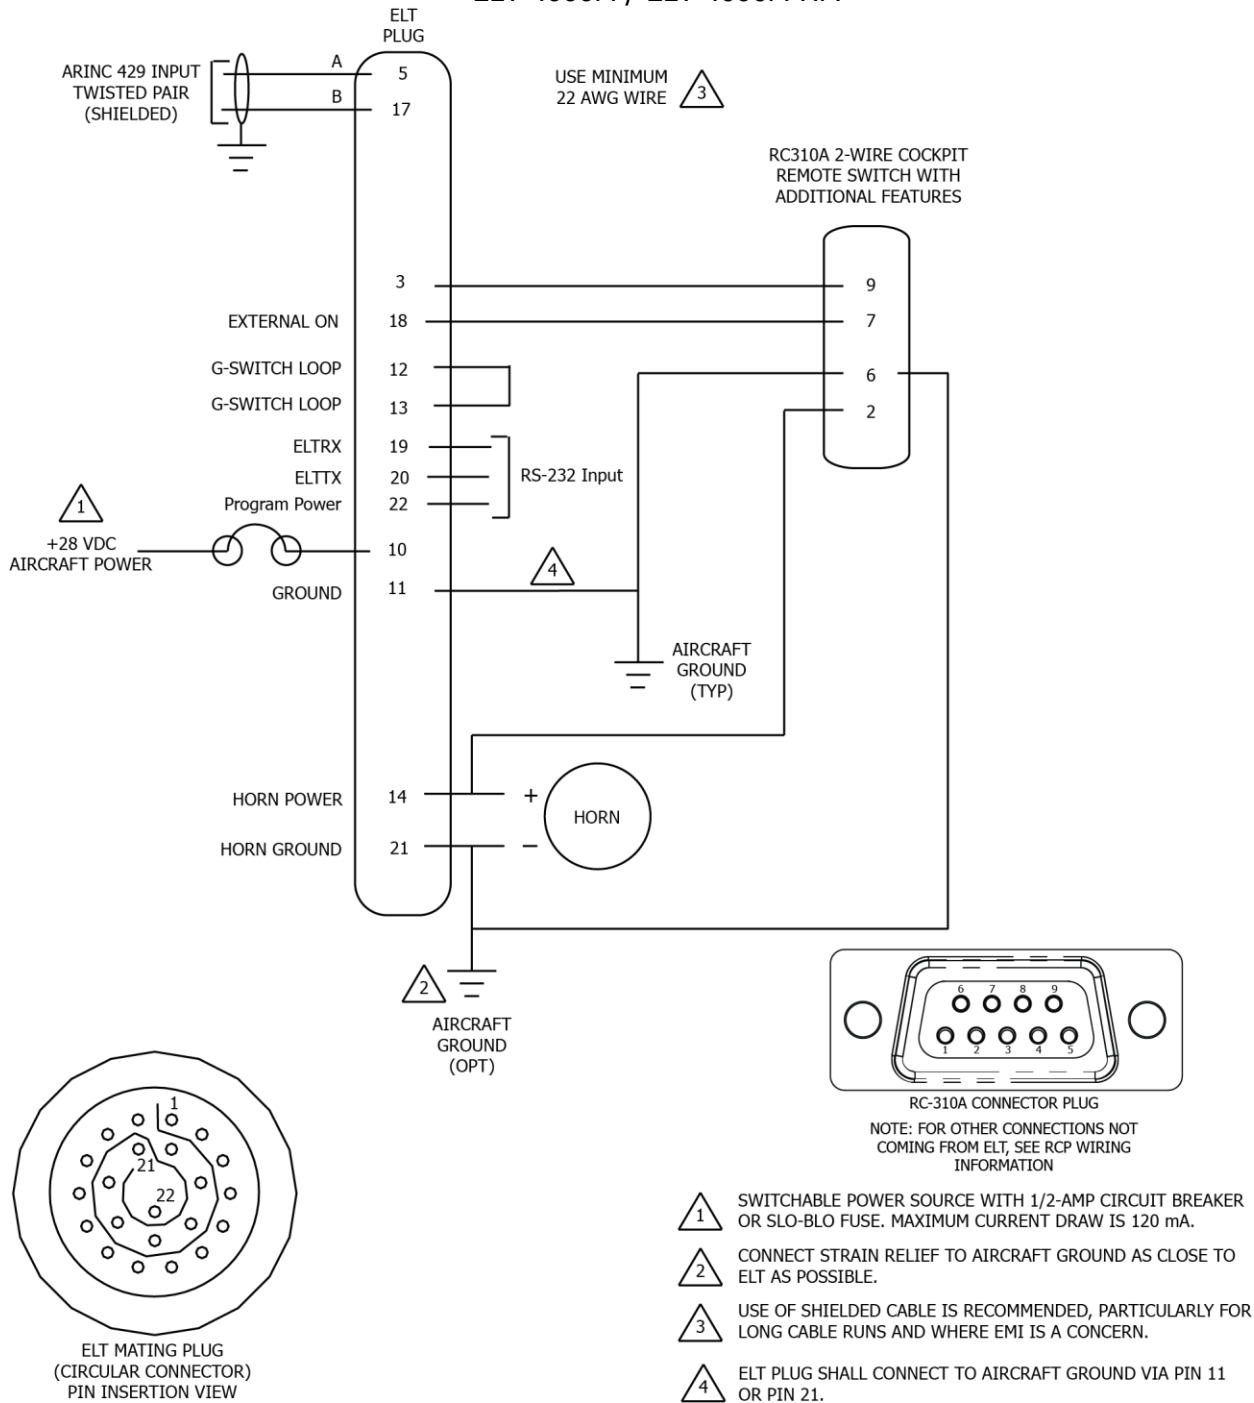 ELT
PLUG
ARINC 429 INPUT
TWISTED PAIR
(SHIELDED)
A
5
B
17
USE MINIMUM
22 AWG WIRE
3
RC310A 2-WIRE COCKPIT
REMOTE SWITCH WITH
ADDITIONAL FEATURES
3
9
EXTERNAL ON
18
7
G-SWITCH LOOP
12
6
G-SWITCH LOOP
13
2
ELTRX
19
ELTTX
20
RS-232 Input
Program Power
22
1
+28 VDC
AIRCRAFT POWER
10
4
GROUND
11
AIRCRAFT
GROUND
(TYP)
HORN POWER
14
+
HORN
HORN GROUND
21
–
2
AIRCRAFT
GROUND
(OPT)
6 7 8 9
1 2 3 4 5
RC-310A CONNECTOR PLUG
NOTE: FOR OTHER CONNECTIONS NOT
COMING FROM ELT, SEE RCP WIRING
INFORMATION
1
21
22
ELT MATING PLUG
(CIRCULAR CONNECTOR)
PIN INSERTION VIEW
1 SWITCHABLE POWER SOURCE WITH 1/2-AMP CIRCUIT BREAKER
OR SLO-BLO FUSE. MAXIMUM CURRENT DRAW IS 120 mA.
2 CONNECT STRAIN RELIEF TO AIRCRAFT GROUND AS CLOSE TO
ELT AS POSSIBLE.
3 USE OF SHIELDED CABLE IS RECOMMENDED, PARTICULARLY FOR
LONG CABLE RUNS AND WHERE EMI IS A CONCERN.
4 ELT PLUG SHALL CONNECT TO AIRCRAFT GROUND VIA PIN 11
OR PIN 21.